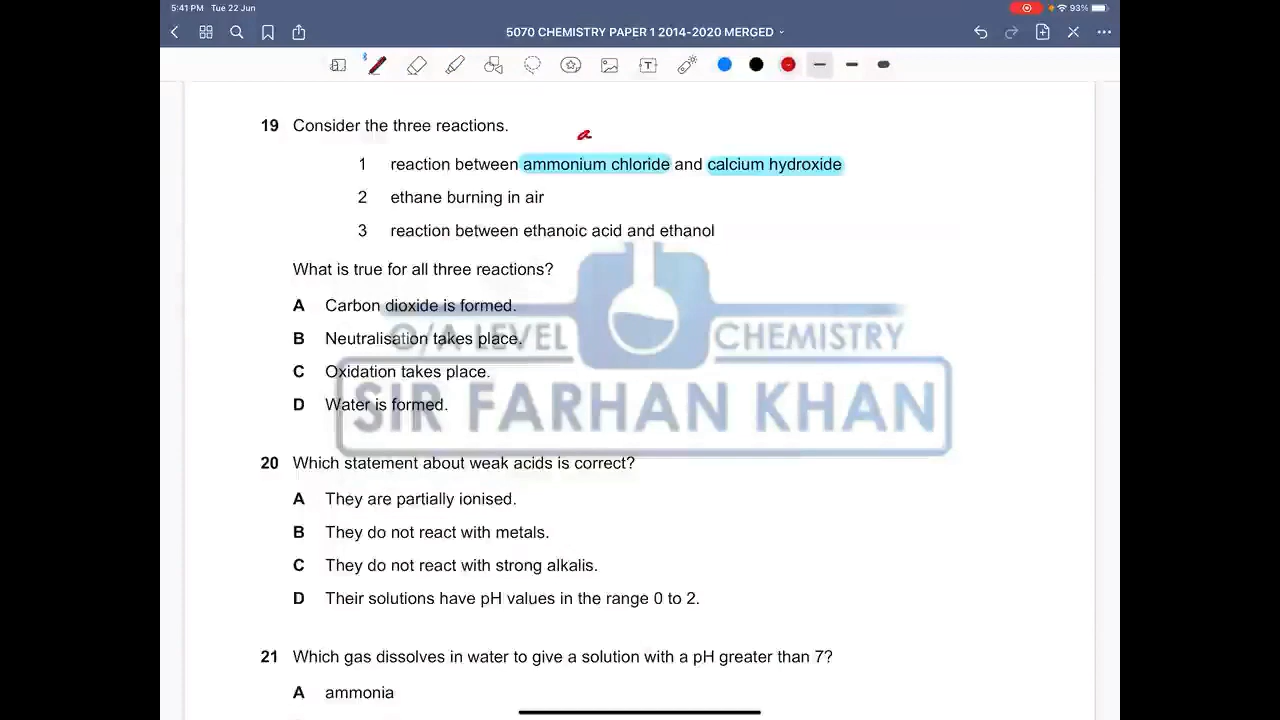 5:41 PM Tue 22 Jun
93%
5070 CHEMISTRY PAPER 1 2014-2020 MERGED
T
19 Consider the three reactions.
a
1 reaction between ammonium chloride and calcium hydroxide
2 ethane burning in air
3 reaction between ethanoic acid and ethanol
What is true for all three reactions?
A Carbon dioxide is formed.
B Neutralisation takes place.
C Oxidation takes place.
D Water is formed.
O/A LEVEL CHEMISTRY
SIR FARHAN KHAN
20 Which statement about weak acids is correct?
A They are partially ionised.
B They do not react with metals.
C They do not react with strong alkalis.
D Their solutions have pH values in the range 0 to 2.
21 Which gas dissolves in water to give a solution with a pH greater than 7?
A ammonia